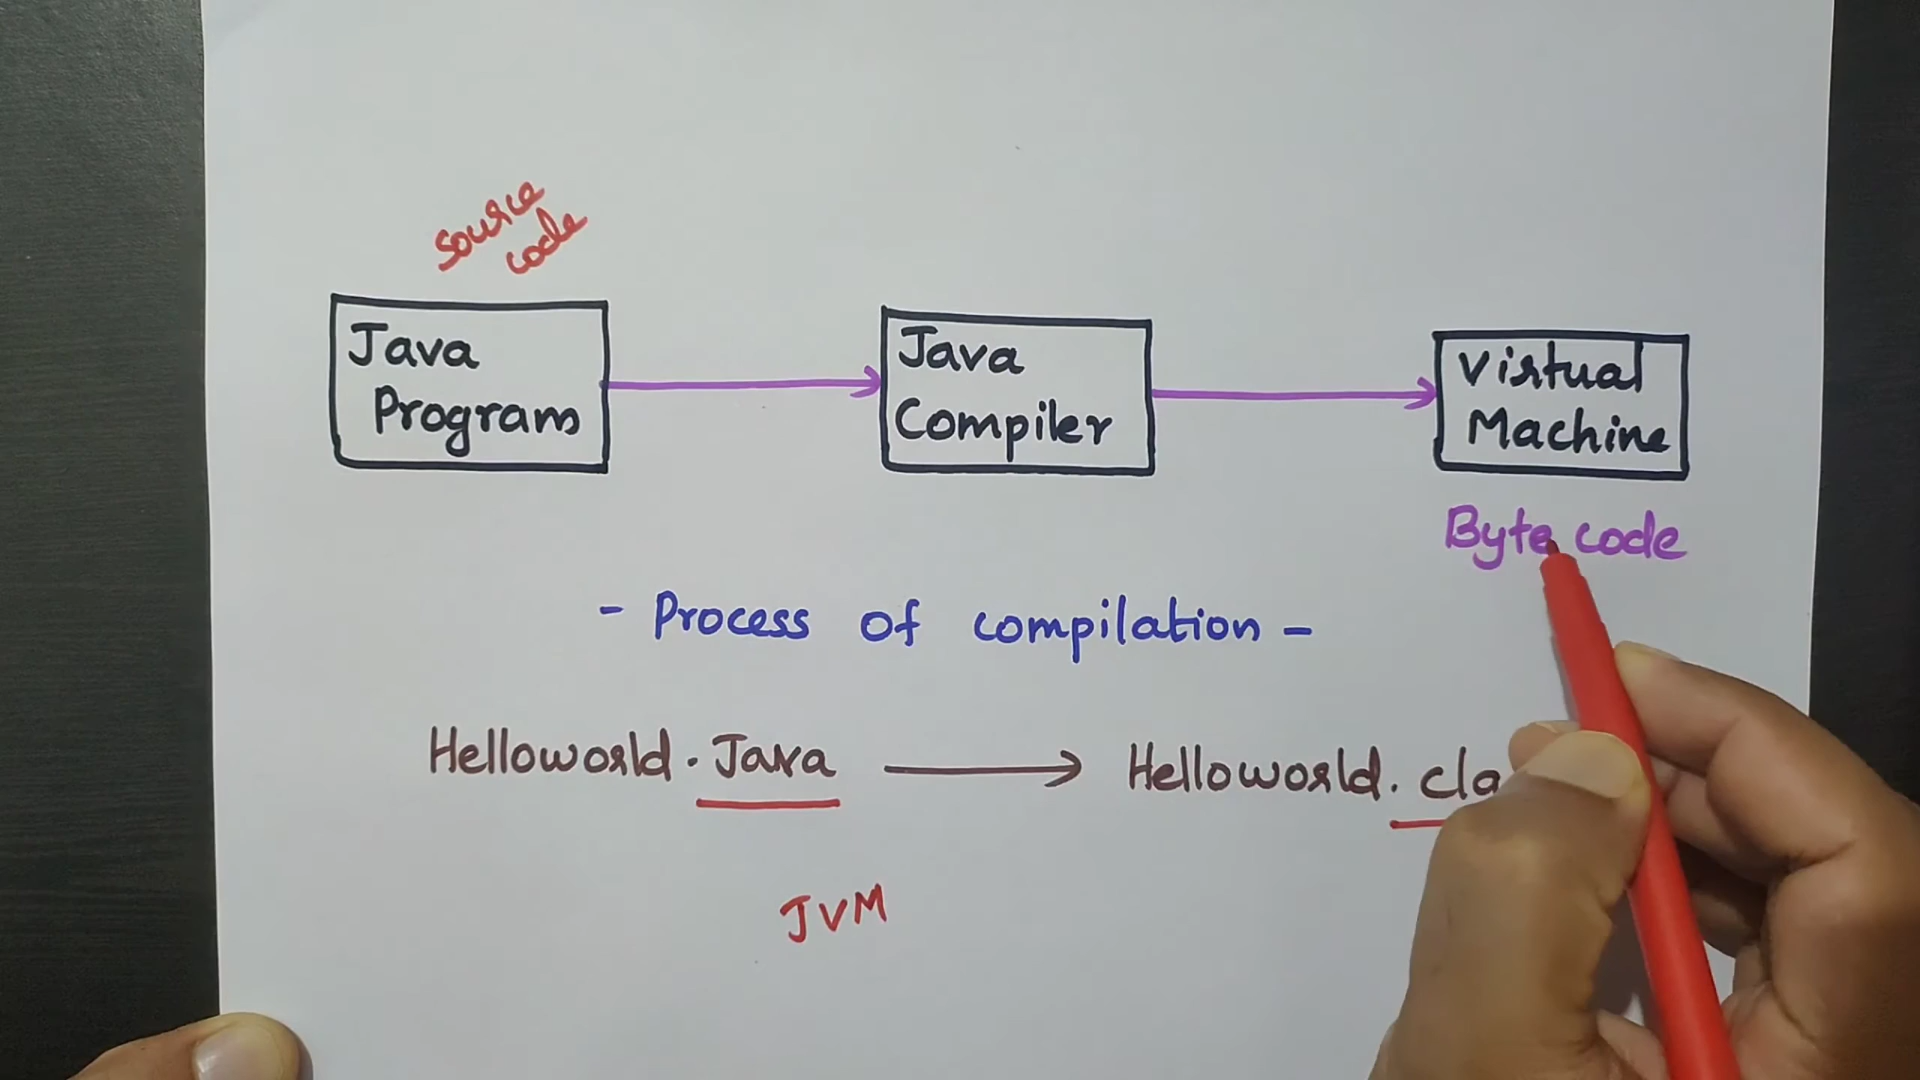 source
code
Java
Program
Java
Compiler
Virtual
Machine
Byte code
- Process of compilation -
Helloworld.Java → Helloworld.cla
JVM